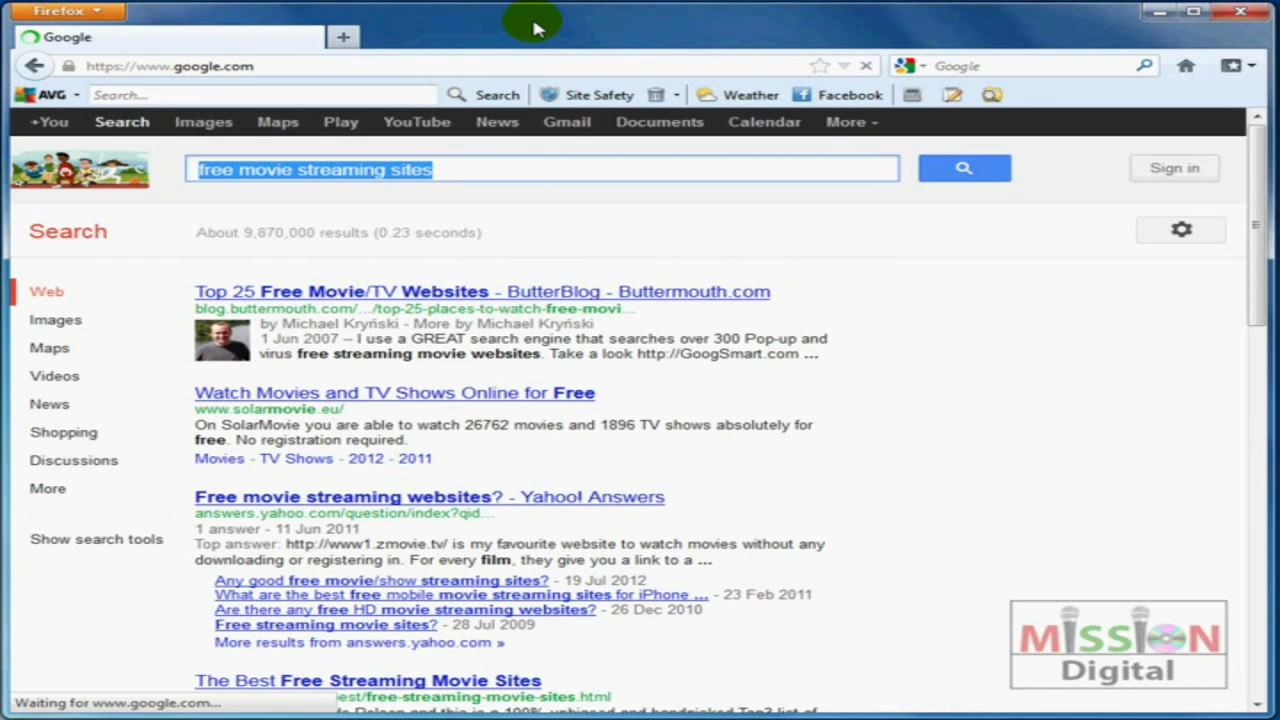 Firefox
Google
https://www.google.com
Google
AVG
Search...
Search
Site Safety
Weather
Facebook
+You Search Images Maps Play YouTube News Gmail Documents Calendar More
free movie streaming sites
Sign in
Search
About 9,870,000 results (0.23 seconds)
Web
Images
Maps
Videos
News
Shopping
Discussions
More
Show search tools
Top 25 Free Movie/TV Websites - ButterBlog - Buttermouth.com
blog.buttermouth.com/.../top-25-places-to-watch-free-movi...
by Michael Kryński - More by Michael Kryński
1 Jun 2007 – I use a GREAT search engine that searches over 300 Pop-up and
virus free streaming movie websites. Take a look http://GoogSmart.com ...
Watch Movies and TV Shows Online for Free
www.solarmovie.eu/
On SolarMovie you are able to watch 26762 movies and 1896 TV shows absolutely for
free. No registration required.
Movies - TV Shows - 2012 - 2011
Free movie streaming websites? - Yahoo! Answers
answers.yahoo.com/question/index?qid...
1 answer - 11 Jun 2011
Top answer: http://www1.zmovie.tv/ is my favourite website to watch movies without any
downloading or registering in. For every film, they give you a link to a ...
Any good free movie/show streaming sites? - 19 Jul 2012
What are the best free mobile movie streaming sites for iPhone ... - 23 Feb 2011
Are there any free HD movie streaming websites? - 26 Dec 2010
Free streaming movie sites? - 28 Jul 2009
More results from answers.yahoo.com »
The Best Free Streaming Movie Sites
est/free-streaming-movie-sites.html
Waiting for www.google.com...
MISSION
Digital